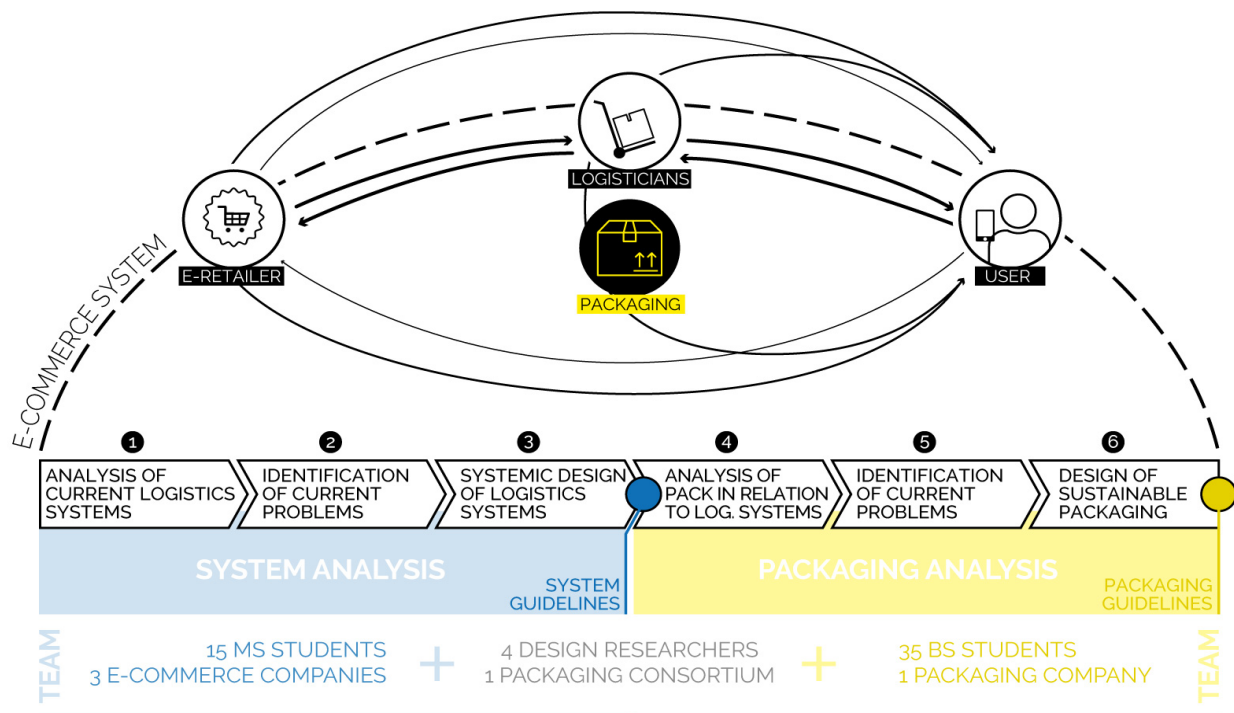 LOGISTICIANS
E-RETAILER
USER
PACKAGING
E-COMMERCE SYSTEM
1
ANALYSIS OF
CURRENT LOGISTICS
SYSTEMS
2
IDENTIFICATION
OF CURRENT
PROBLEMS
3
SYSTEMIC DESIGN
OF LOGISTICS
SYSTEMS
4
ANALYSIS OF
PACK IN RELATION
TO LOG. SYSTEMS
5
IDENTIFICATION
OF CURRENT
PROBLEMS
6
DESIGN OF
SUSTAINABLE
PACKAGING
SYSTEM ANALYSIS
SYSTEM
GUIDELINES
PACKAGING ANALYSIS
PACKAGING
GUIDELINES
TEAM
15 MS STUDENTS
3 E-COMMERCE COMPANIES
+
4 DESIGN RESEARCHERS
1 PACKAGING CONSORTIUM
+
35 BS STUDENTS
1 PACKAGING COMPANY
TEAM